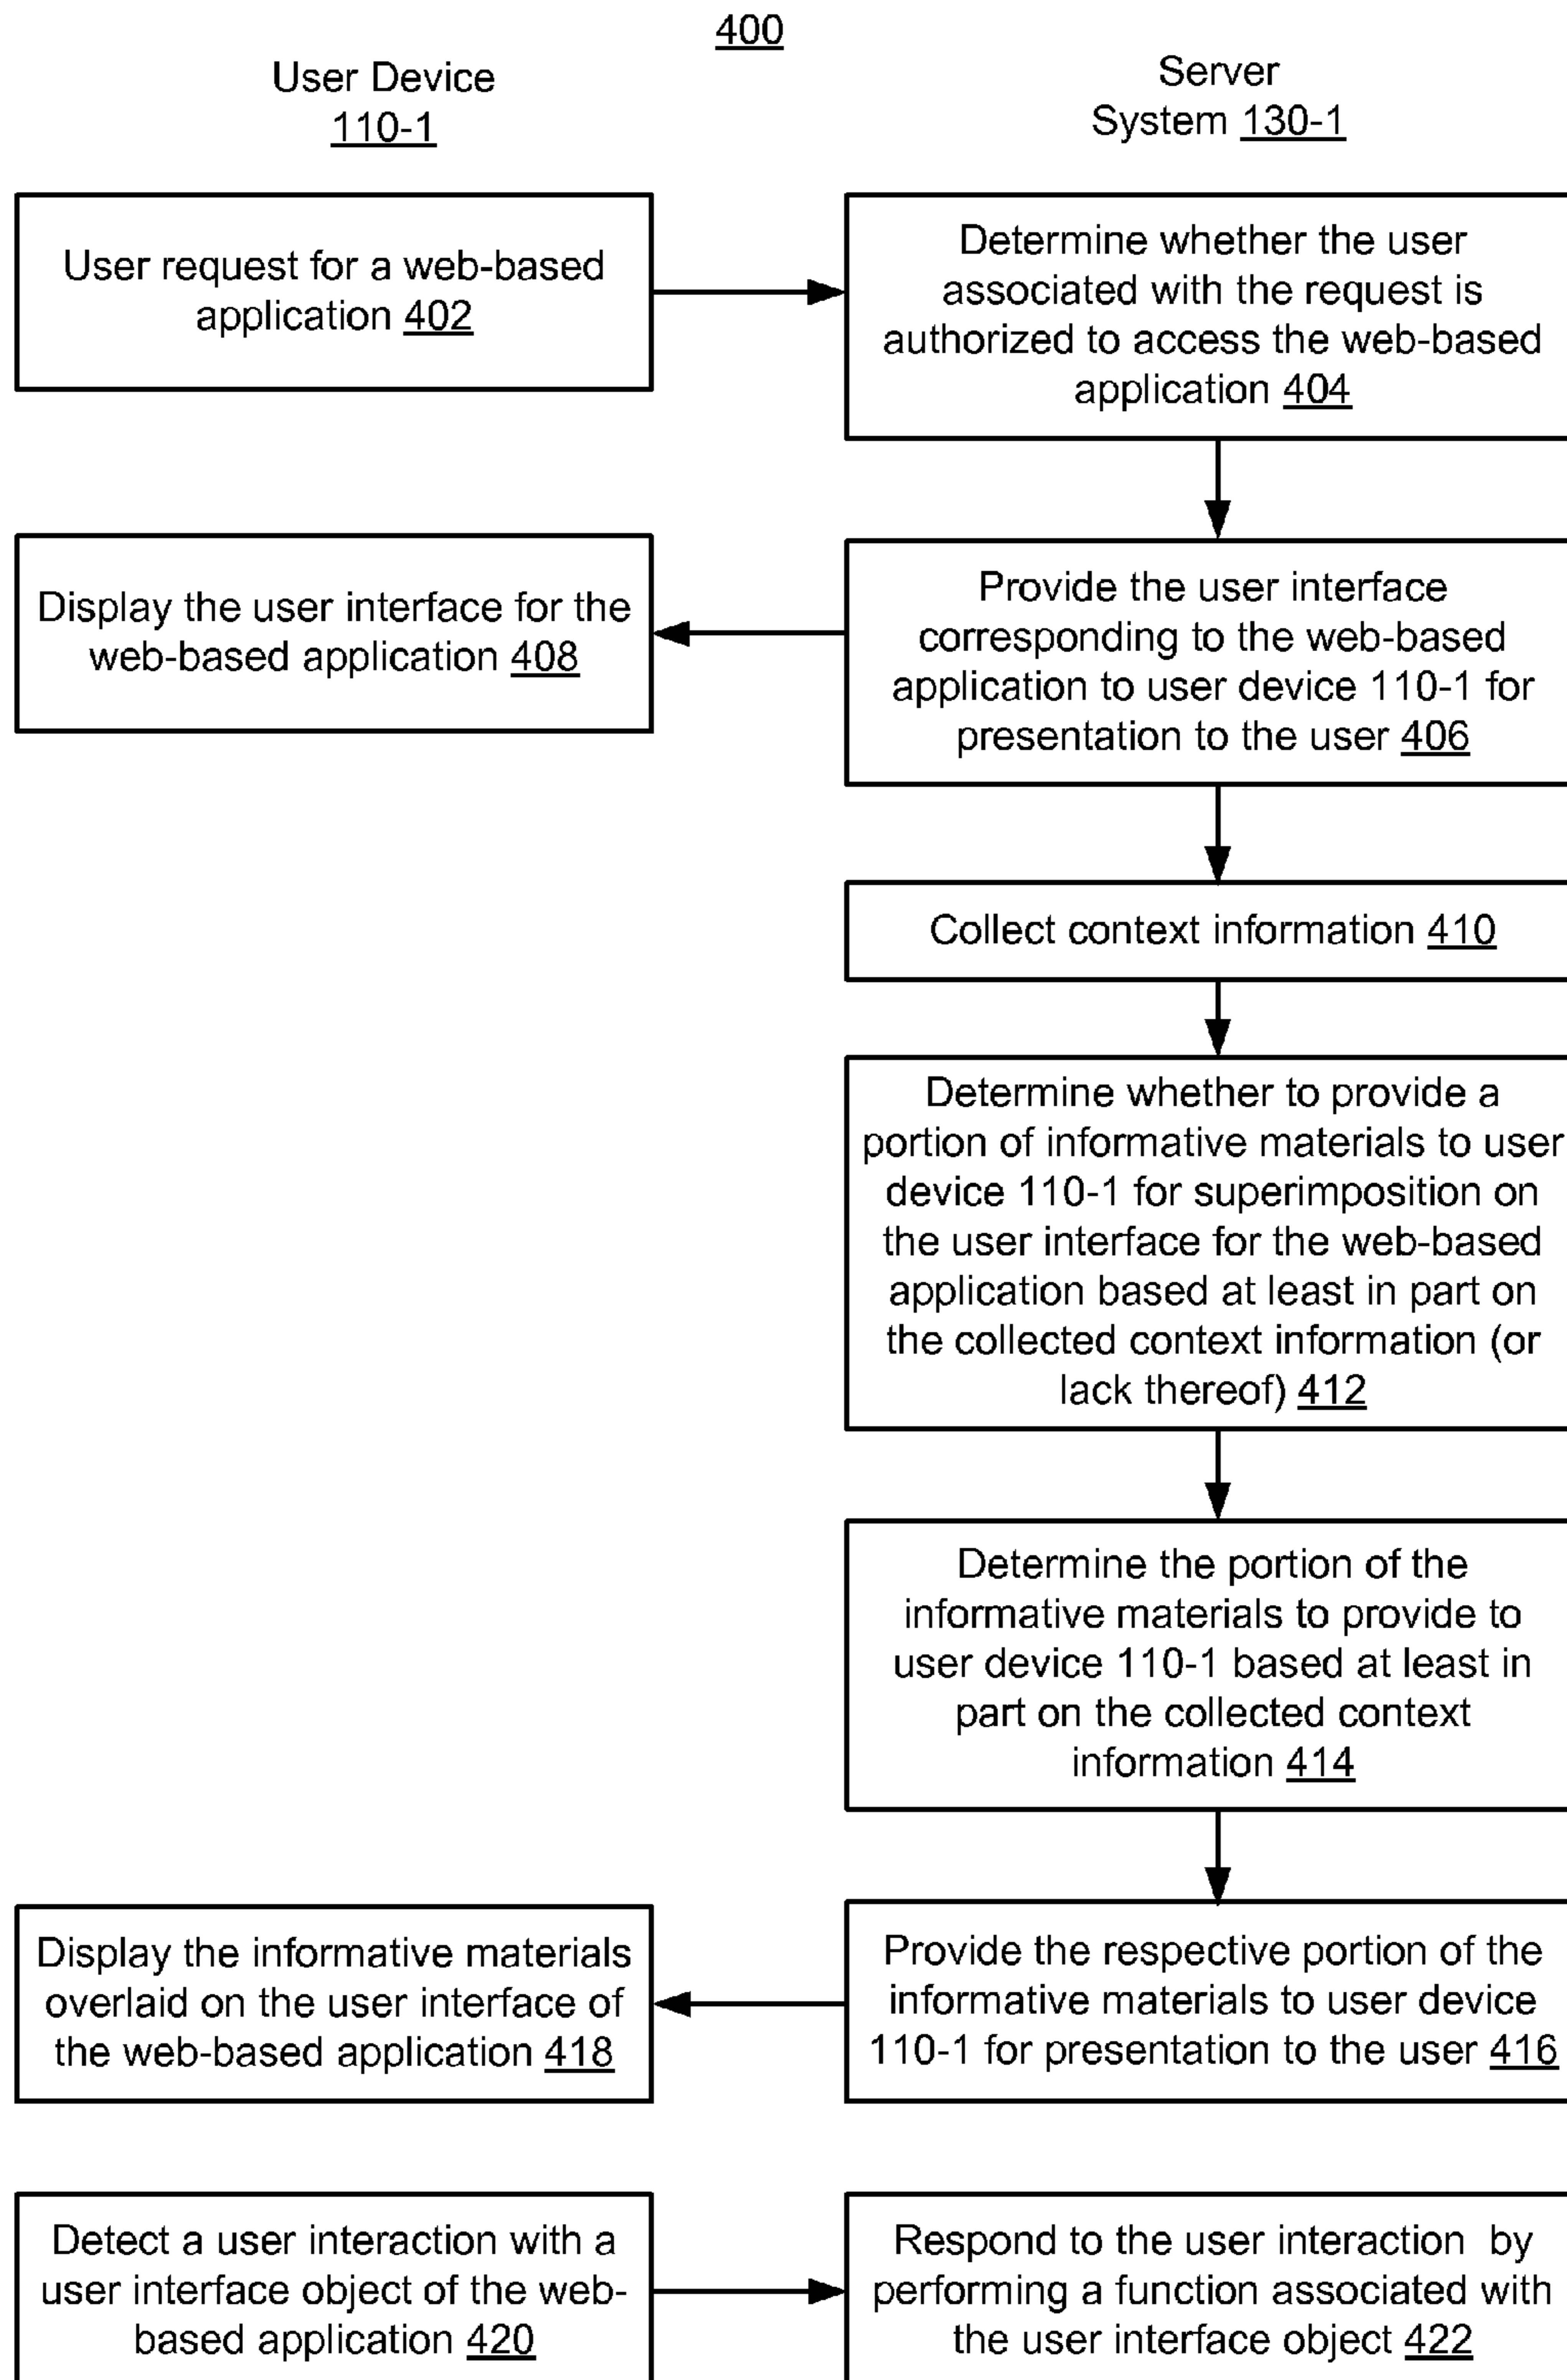 400
User Device
110-1
Server
System 130-1
User request for a web-based
application 402
Determine whether the user
associated with the request is
authorized to access the web-based
application 404
Display the user interface for the
web-based application 408
Provide the user interface
corresponding to the web-based
application to user device 110-1 for
presentation to the user 406
Collect context information 410
Determine whether to provide a
portion of informative materials to user
device 110-1 for superimposition on
the user interface for the web-based
application based at least in part on
the collected context information (or
lack thereof) 412
Determine the portion of the
informative materials to provide to
user device 110-1 based at least in
part on the collected context
information 414
Display the informative materials
overlaid on the user interface of
the web-based application 418
Provide the respective portion of the
informative materials to user device
110-1 for presentation to the user 416
Detect a user interaction with a
user interface object of the web-
based application 420
Respond to the user interaction by
performing a function associated with
the user interface object 422